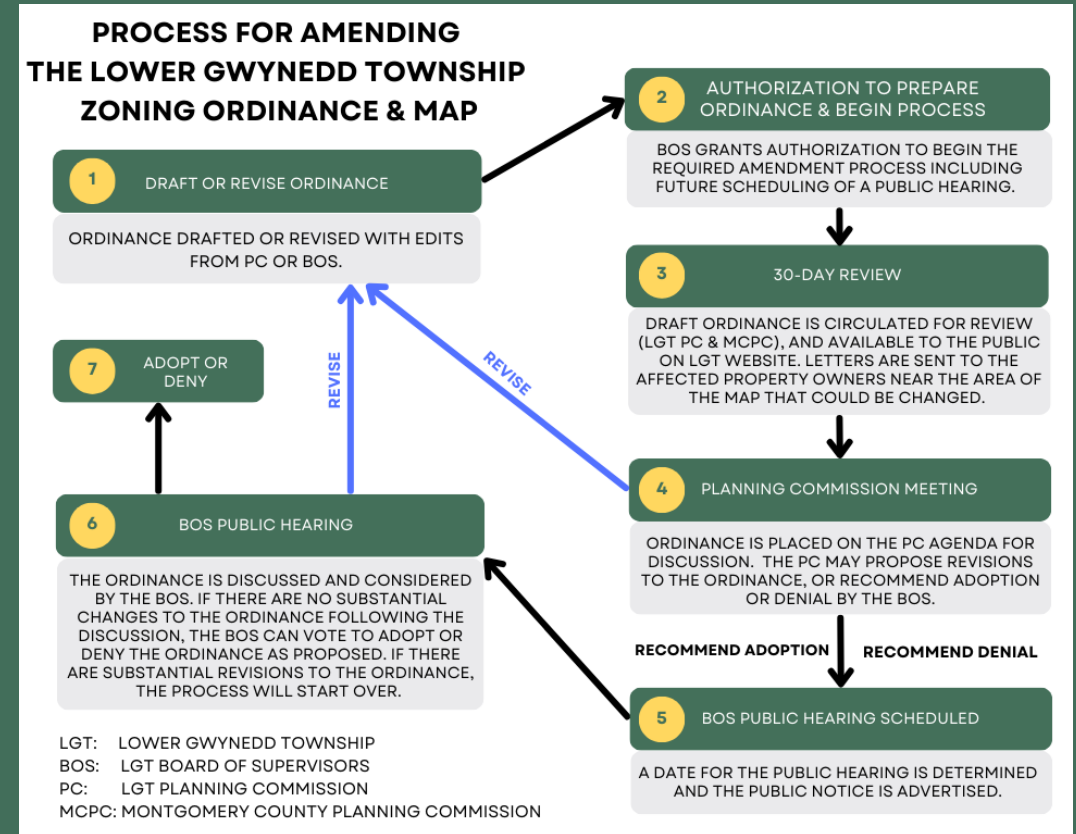 PROCESS FOR AMENDING
THE LOWER GWYNEDD TOWNSHIP
ZONING ORDINANCE & MAP
1
DRAFT OR REVISE ORDINANCE
ORDINANCE DRAFTED OR REVISED WITH EDITS
FROM PC OR BOS.
2
AUTHORIZATION TO PREPARE
ORDINANCE & BEGIN PROCESS
BOS GRANTS AUTHORIZATION TO BEGIN THE
REQUIRED AMENDMENT PROCESS INCLUDING
FUTURE SCHEDULING OF A PUBLIC HEARING.
3
30-DAY REVIEW
DRAFT ORDINANCE IS CIRCULATED FOR REVIEW
(LGT PC & MCPC), AND AVAILABLE TO THE PUBLIC
ON LGT WEBSITE. LETTERS ARE SENT TO THE
AFFECTED PROPERTY OWNERS NEAR THE AREA OF
THE MAP THAT COULD BE CHANGED.
4
PLANNING COMMISSION MEETING
ORDINANCE IS PLACED ON THE PC AGENDA FOR
DISCUSSION. THE PC MAY PROPOSE REVISIONS
TO THE ORDINANCE, OR RECOMMEND ADOPTION
OR DENIAL BY THE BOS.
REVISE
RECOMMEND ADOPTION
RECOMMEND DENIAL
5
BOS PUBLIC HEARING SCHEDULED
A DATE FOR THE PUBLIC HEARING IS DETERMINED
AND THE PUBLIC NOTICE IS ADVERTISED.
6
BOS PUBLIC HEARING
THE ORDINANCE IS DISCUSSED AND CONSIDERED
BY THE BOS. IF THERE ARE NO SUBSTANTIAL
CHANGES TO THE ORDINANCE FOLLOWING THE
DISCUSSION, THE BOS CAN VOTE TO ADOPT OR
DENY THE ORDINANCE AS PROPOSED. IF THERE
ARE SUBSTANTIAL REVISIONS TO THE ORDINANCE,
THE PROCESS WILL START OVER.
REVISE
7
ADOPT OR
DENY
LGT: LOWER GWYNEDD TOWNSHIP
BOS: LGT BOARD OF SUPERVISORS
PC: LGT PLANNING COMMISSION
MCPC: MONTGOMERY COUNTY PLANNING COMMISSION